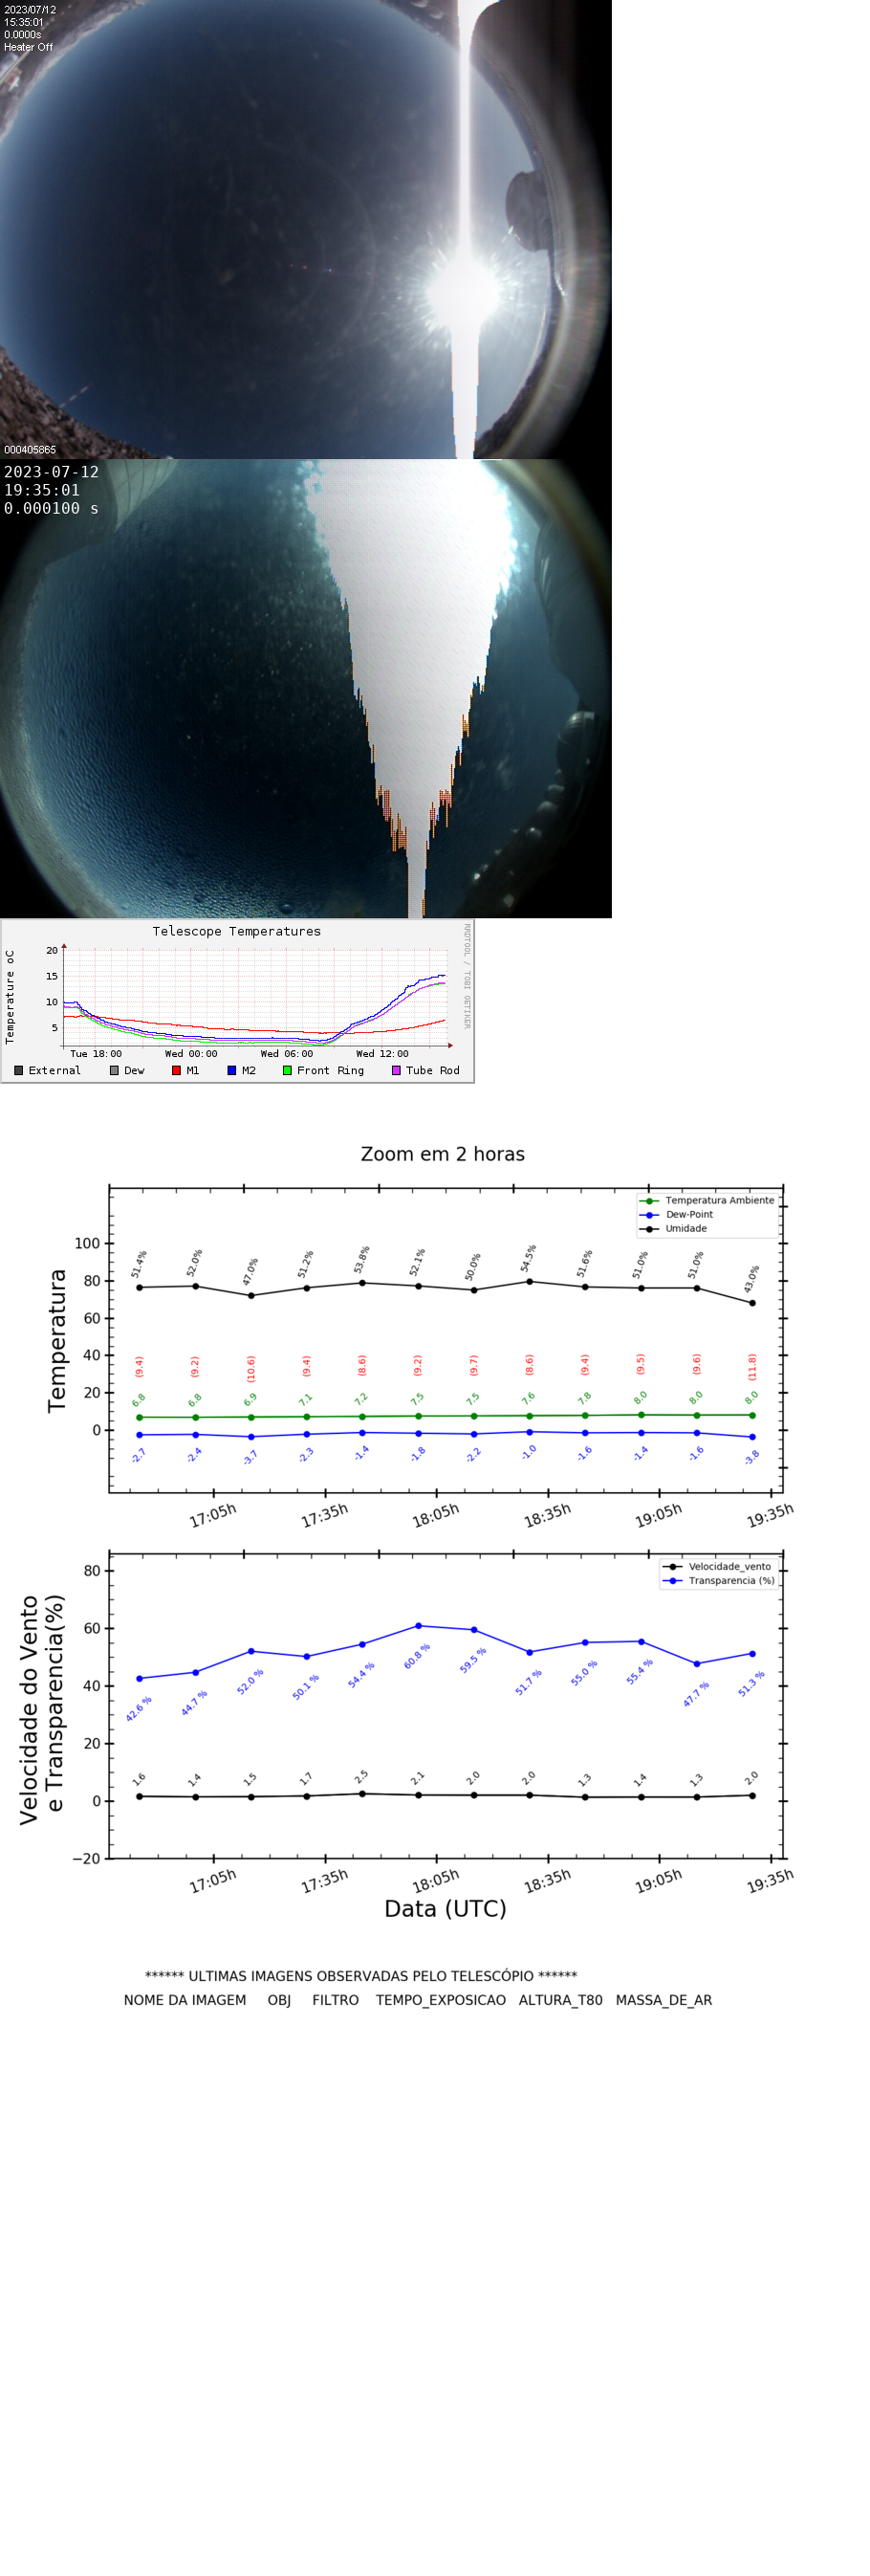 2023/07/12
15:35:01
0.0000s
Heater Off
000405865
2023-07-12
19:35:01
0.000100 s
Telescope Temperatures
RRDTOOL / TOBI OETIKER
Temperature oC
20
15
10
5
Tue 18:00 Wed 00:00 Wed 06:00 Wed 12:00
External Dew M1 M2 Front Ring Tube Rod
Zoom em 2 horas
Temperatura Ambiente
Dew-Point
Umidade
Temperatura
100
80
60
40
20
0
51.4% 52.0% 47.0% 51.2% 53.8% 52.1% 50.0% 54.5% 51.6% 51.0% 51.0% 43.0%
(9.4) (9.2) (10.6) (9.4) (8.6) (9.2) (9.7) (8.6) (9.4) (9.5) (9.6) (11.8)
6.8 6.8 6.9 7.1 7.2 7.5 7.5 7.6 7.8 8.0 8.0 8.0
-2.7 -2.4 -3.7 -2.3 -1.4 -1.8 -2.2 -1.0 -1.6 -1.4 -1.6 -3.8
17:05h 17:35h 18:05h 18:35h 19:05h 19:35h
Velocidade_vento
Transparencia (%)
Velocidade do Vento
e Transparencia(%)
80
60
40
20
0
−20
42.6 % 44.7 % 52.0 % 50.1 % 54.4 % 60.8 % 59.5 % 51.7 % 55.0 % 55.4 % 47.7 % 51.3 %
1.6 1.4 1.5 1.7 2.5 2.1 2.0 2.0 1.3 1.4 1.3 2.0
17:05h 17:35h 18:05h 18:35h 19:05h 19:35h
Data (UTC)
****** ULTIMAS IMAGENS OBSERVADAS PELO TELESCÓPIO ******
NOME DA IMAGEM OBJ FILTRO TEMPO_EXPOSICAO ALTURA_T80 MASSA_DE_AR